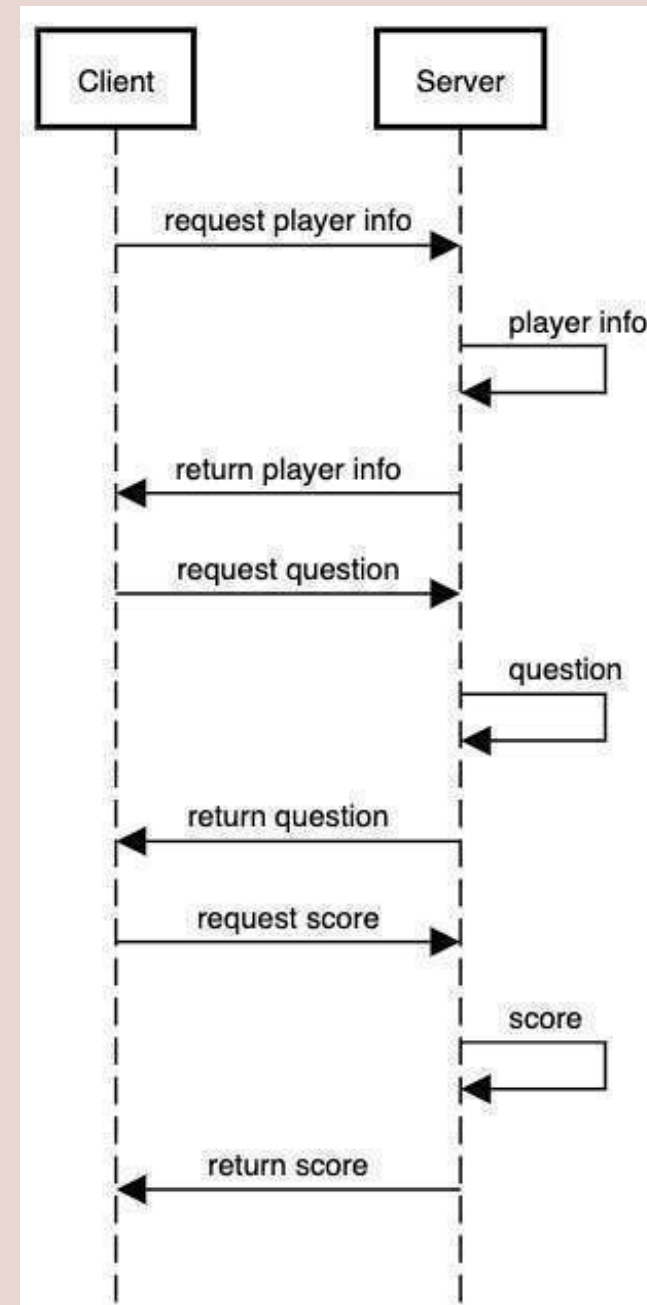 Client
Server
request player info
player info
return player info
request question
question
return question
request score
score
return score